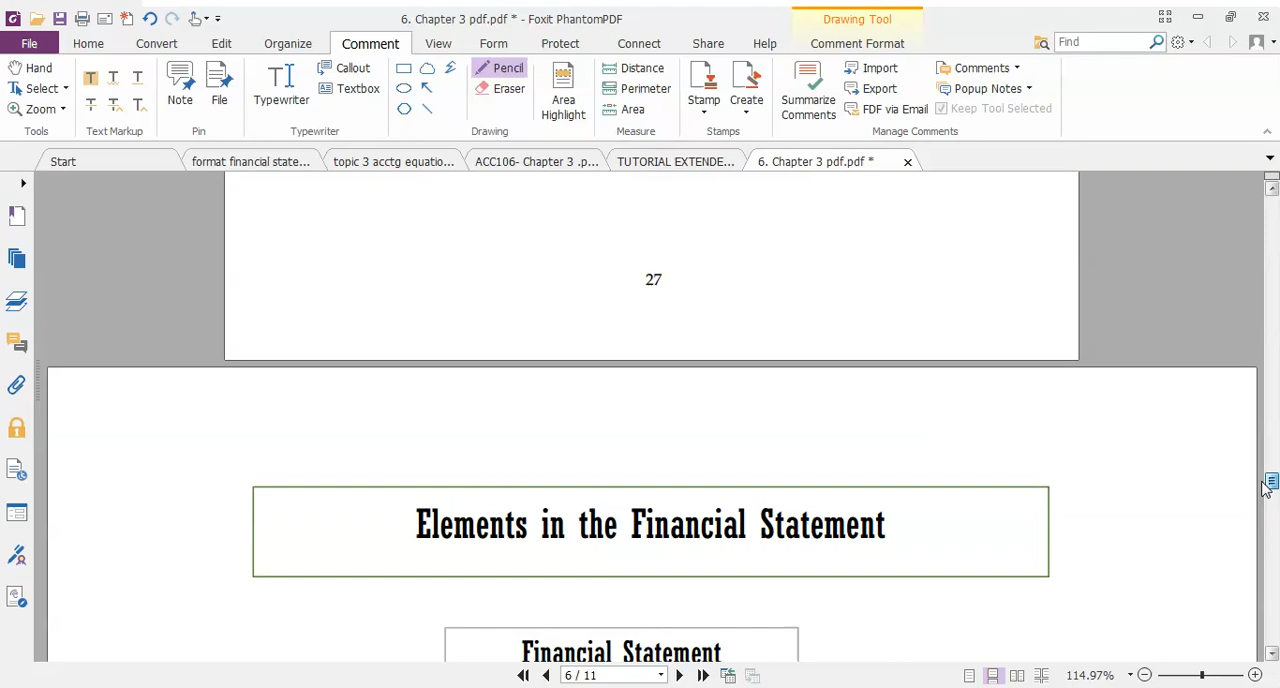 6. Chapter 3 pdf.pdf * - Foxit PhantomPDF
Drawing Tool
File Home Convert Edit Organize Comment View Form Protect Connect Share Help Comment Format Find
Hand
Select
Zoom
Tools
Text Markup
Note
File
Pin
Typewriter
Callout
Textbox
Typewriter
Pencil
Eraser
Drawing
Area
Highlight
Distance
Perimeter
Area
Measure
Stamp
Create
Stamps
Summarize
Comments
Import
Export
FDF via Email
Comments
Popup Notes
Keep Tool Selected
Manage Comments
Start
format financial state...
topic 3 acctg equatio...
ACC106- Chapter 3 .p...
TUTORIAL EXTENDE...
6. Chapter 3 pdf.pdf *
27
Elements in the Financial Statement
Financial Statement
6 / 11
114.97%